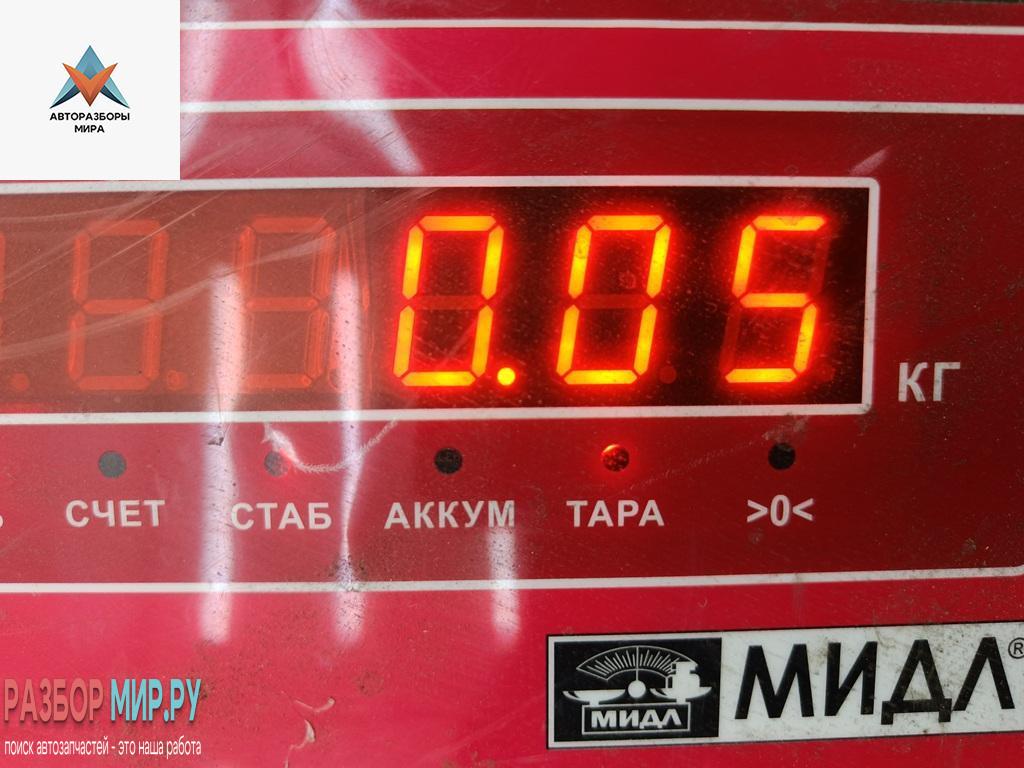 АВТОРАЗБОРЫ
МИРА
0.05
КГ
СЧЕТ СТАБ АККУМ ТАРА >0<
МИДЛ МИДЛ®
РАЗБОР МИР.РУ
поиск автозапчастей - это наша работа